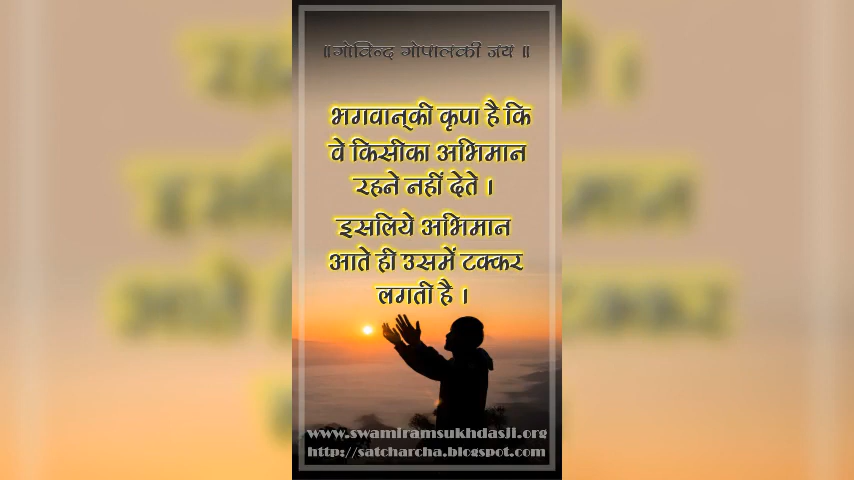 ॥गोविन्द गोपालकी जय ॥
भगवान्‌की कृपा है कि
वे किसीका अभिमान
रहने नहीं देते ।
इसलिये अभिमान
आते ही उसमें टक्कर
लगती है ।
www.swamiramsukhdasji.org
http://satcharcha.blogspot.com